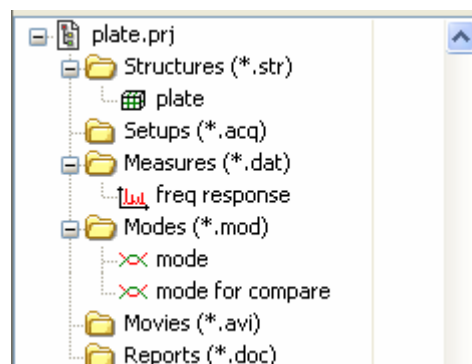 plate.prj
Structures (*.str)
plate
Setups (*.acq)
Measures (*.dat)
freq response
Modes (*.mod)
mode
mode for compare
Movies (*.avi)
Reports (*.doc)